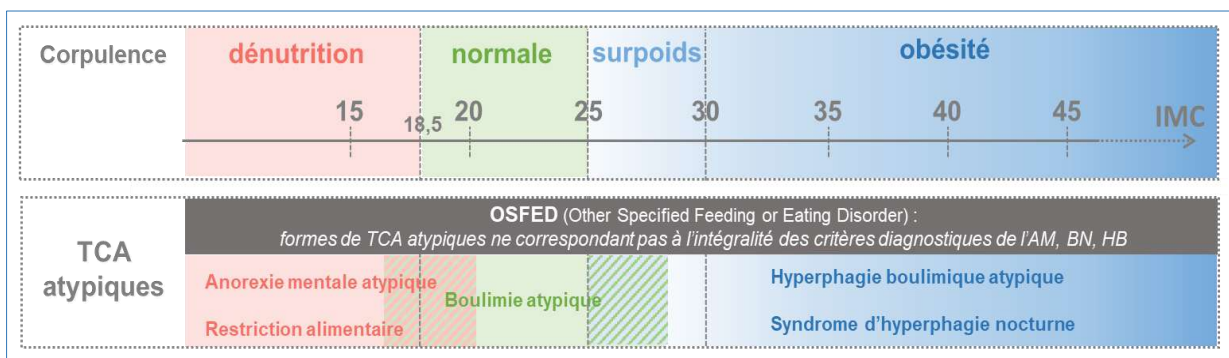 Corpulence
dénutrition normale surpoids obésité
15 18,5 20 25 30 35 40 45 IMC
TCA
atypiques
OSFED (Other Specified Feeding or Eating Disorder) :
formes de TCA atypiques ne correspondant pas à l'intégralité des critères diagnostiques de l'AM, BN, HB
Anorexie mentale atypique
Restriction alimentaire
Boulimie atypique
Hyperphagie boulimique atypique
Syndrome d'hyperphagie nocturne